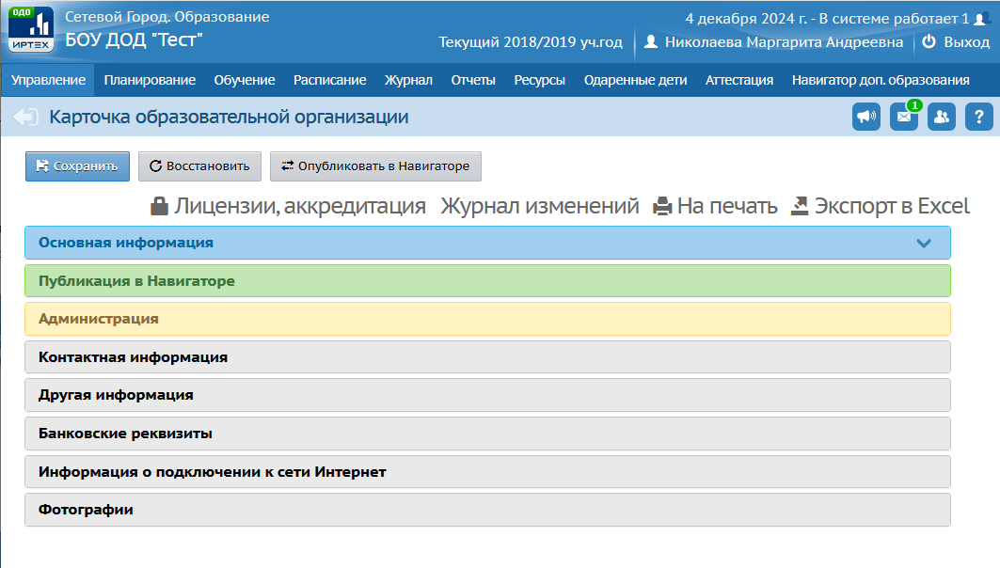 ОДО
ИРТЕХ
Сетевой Город. Образование
БОУ ДОД "Тест"
4 декабря 2024 г. - В системе работает 1
Текущий 2018/2019 уч.год
Николаева Маргарита Андреевна
Выход
Управление Планирование Обучение Расписание Журнал Отчеты Ресурсы Одаренные дети Аттестация Навигатор доп. образования
Карточка образовательной организации
1
?
Сохранить Восстановить Опубликовать в Навигаторе
Лицензии, аккредитация Журнал изменений На печать Экспорт в Excel
Основная информация
Публикация в Навигаторе
Администрация
Контактная информация
Другая информация
Банковские реквизиты
Информация о подключении к сети Интернет
Фотографии